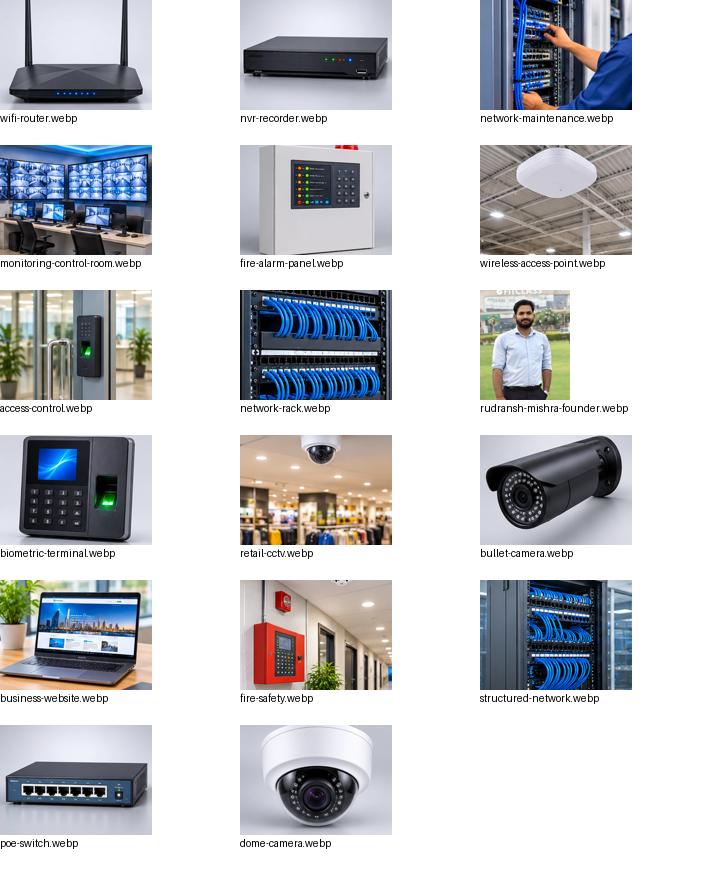 wifi-router.webp
nvr-recorder.webp
network-maintenance.webp
monitoring-control-room.webp
fire-alarm-panel.webp
wireless-access-point.webp
access-control.webp
network-rack.webp
rudransh-mishra-founder.webp
biometric-terminal.webp
retail-cctv.webp
bullet-camera.webp
business-website.webp
fire-safety.webp
structured-network.webp
poe-switch.webp
dome-camera.webp